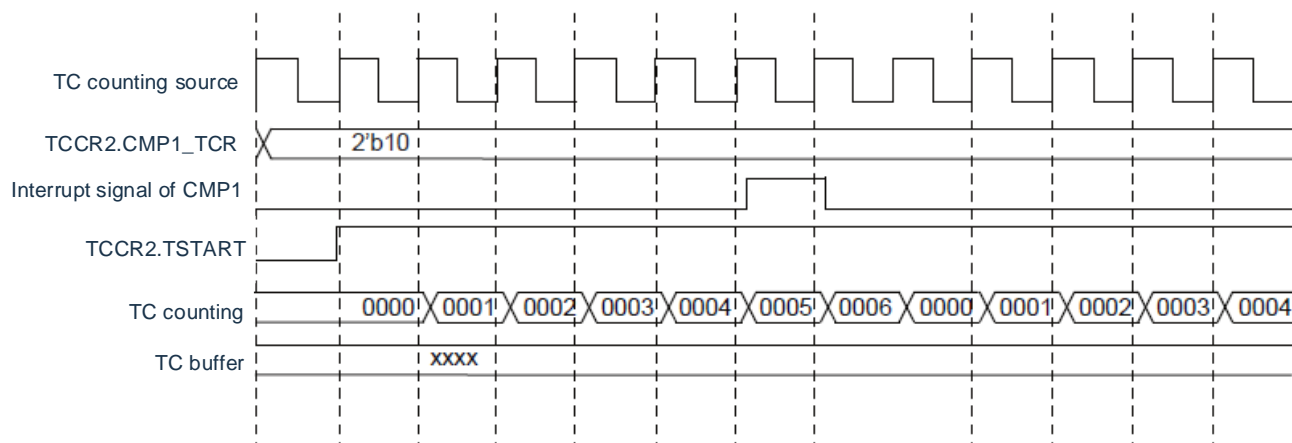 TC counting source
TCCR2.CMP1_TCR 2'b10
Interrupt signal of CMP1
TCCR2.TSTART
TC counting 0000 0001 0002 0003 0004 0005 0006 0000 0001 0002 0003 0004
TC buffer xxxx